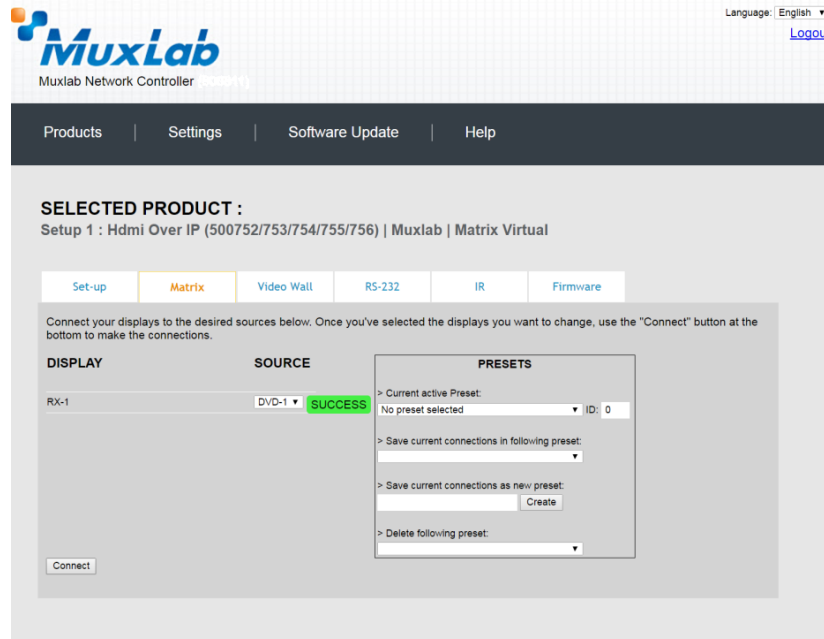 Language: English
Logou
MuxLab
Muxlab Network Controller
Products | Settings | Software Update | Help
SELECTED PRODUCT :
Setup 1 : Hdmi Over IP (500752/753/754/755/756) | Muxlab | Matrix Virtual
Set-up Matrix Video Wall RS-232 IR Firmware
Connect your displays to the desired sources below. Once you've selected the displays you want to change, use the "Connect" button at the
bottom to make the connections.
DISPLAY SOURCE PRESETS
> Current active Preset:
RX-1 DVD-1 SUCCESS No preset selected ID: 0
> Save current connections in following preset:
> Save current connections as new preset:
Create
> Delete following preset:
Connect